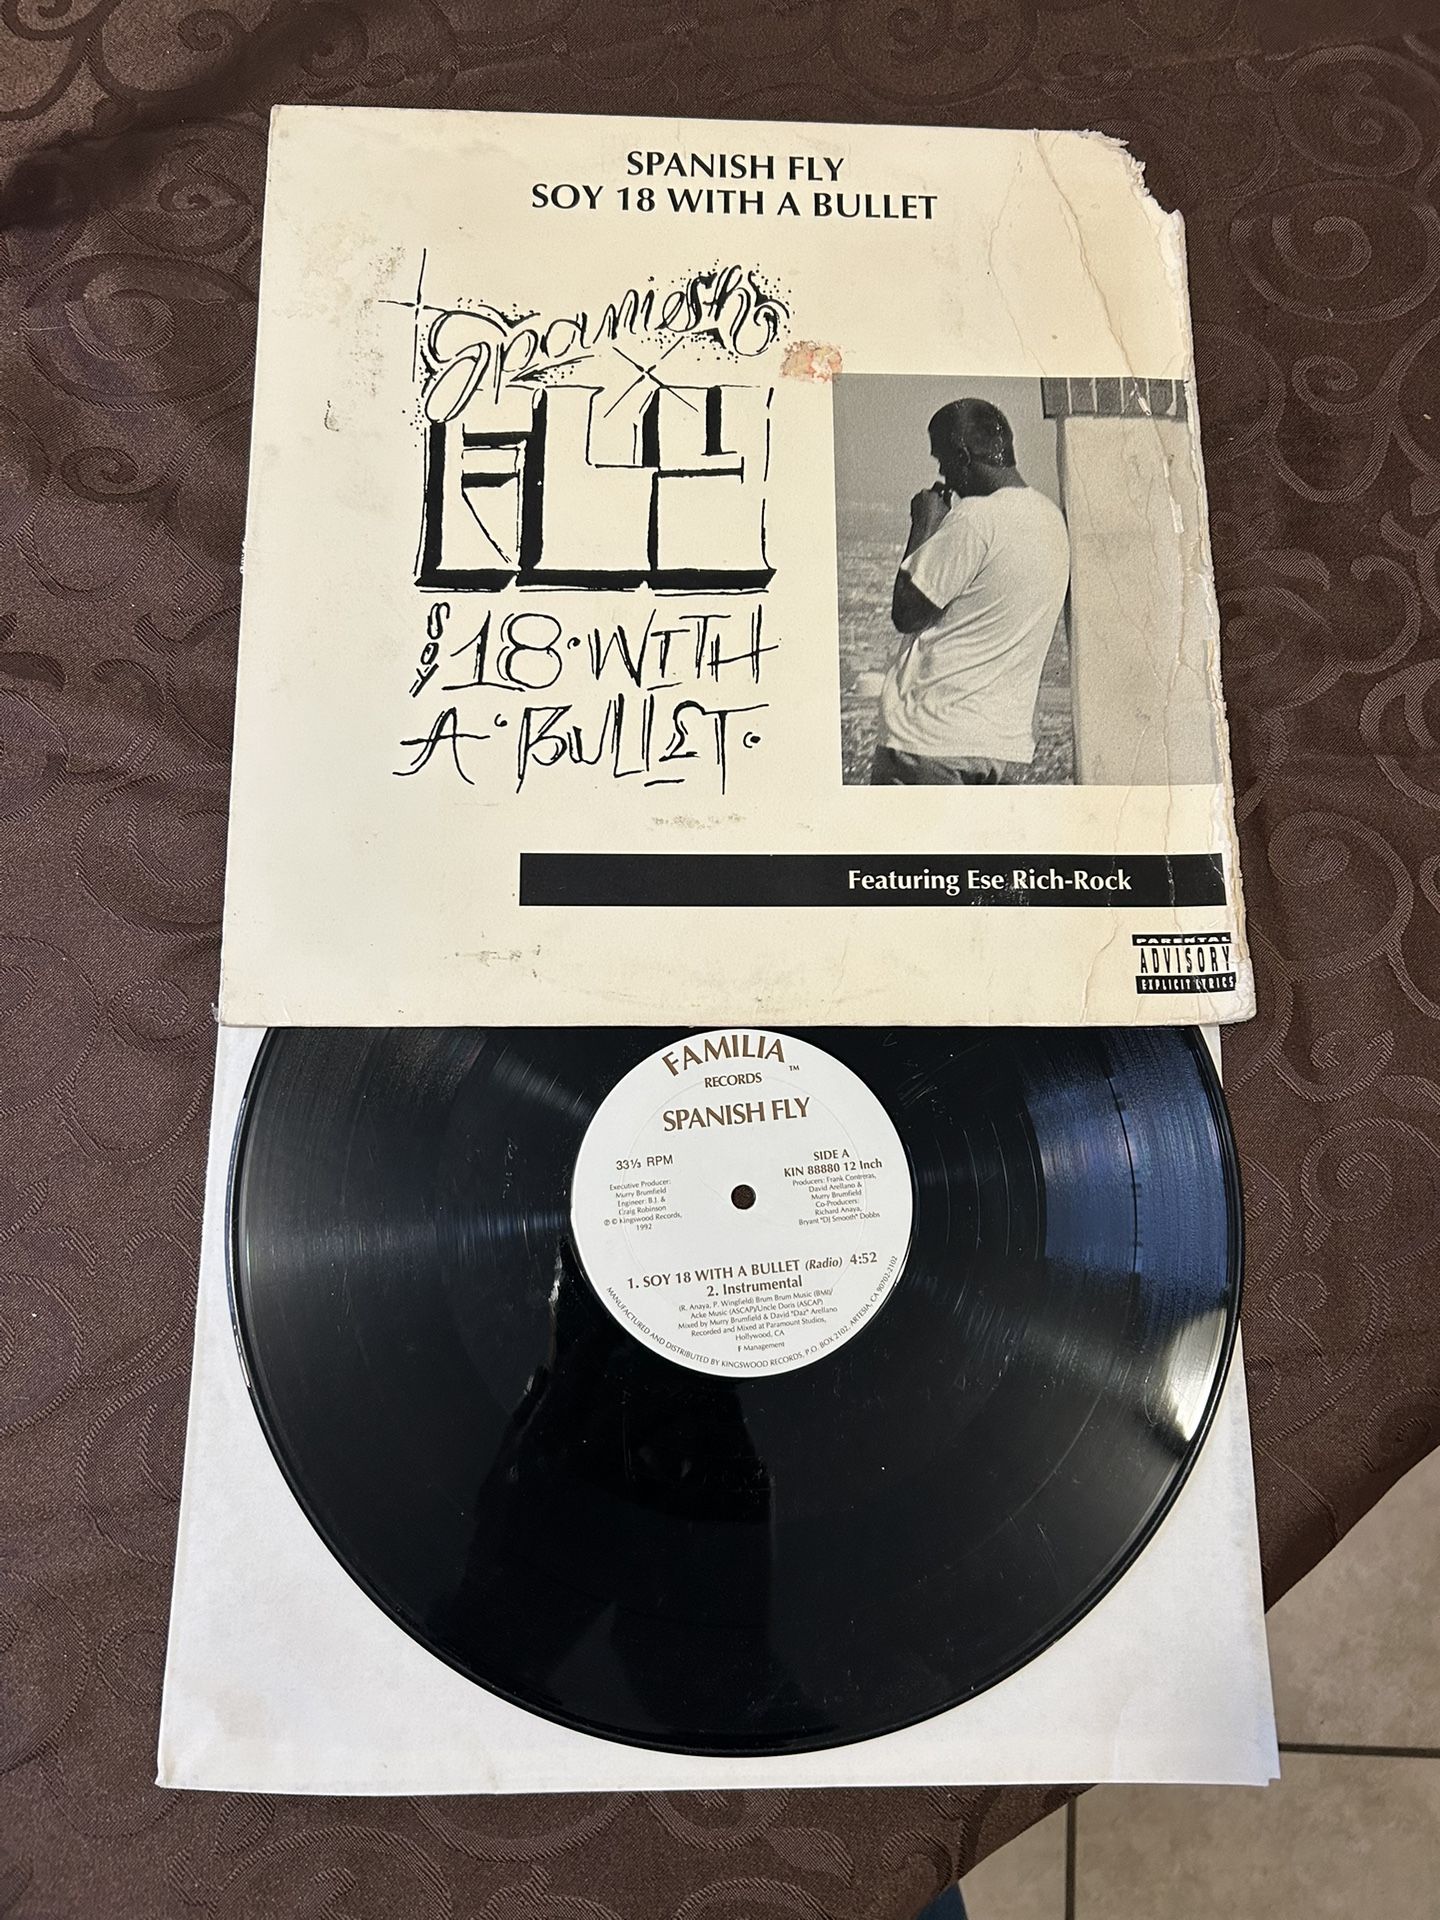 SPANISH FLY
SOY 18 WITH A BULLET
Spanish
FLY
SOY 18 WITH
A BULLET
Featuring Ese Rich-Rock
PARENTAL
ADVISORY
EXPLICIT LYRICS
FAMILIA
TM
RECORDS
SPANISH FLY
33⅓ RPM
Executive Producer:
Murry Brumfield
Engineer: B.J. &
Craig Robinson
℗ © Kingswood Records,
1992
SIDE A
KIN 88880 12 Inch
Producers: Frank Contreras,
David Arellano &
Murry Brumfield
Co-Producers:
Richard Anaya,
Bryant "DJ Smooth" Dobbs
1. SOY 18 WITH A BULLET (Radio) 4:52
2. Instrumental
(R. Anaya, P. Wingfield) Brum Brum Music (BMI)/
Acke Music (ASCAP)/Uncle Doris (ASCAP)
Mixed by Murry Brumfield & David "Daz" Arellano
Recorded and Mixed at Paramount Studios,
Hollywood, CA
F Management
MANUFACTURED AND DISTRIBUTED BY KINGSWOOD RECORDS, P.O. BOX 2102, ARTESIA, CA 90702-2102